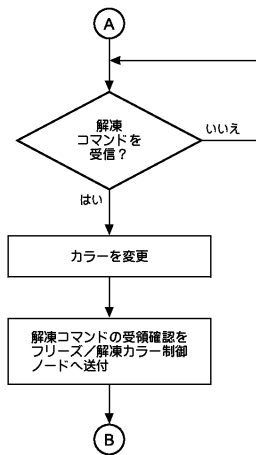 A
解凍
コマンドを
受信？
いいえ
はい
カラーを変更
解凍コマンドの受領確認を
フリーズ／解凍カラー制御
ノードへ送付
B